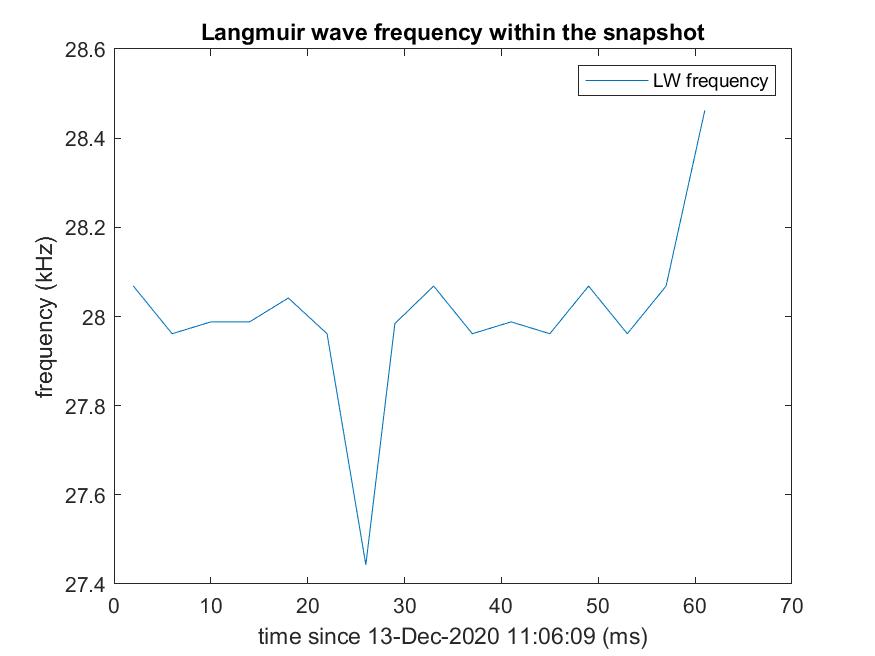 Langmuir wave frequency within the snapshot
28.6
LW frequency
28.4
28.2
28
27.8
27.6
27.4
frequency (kHz)
0 10 20 30 40 50 60 70
time since 13-Dec-2020 11:06:09 (ms)